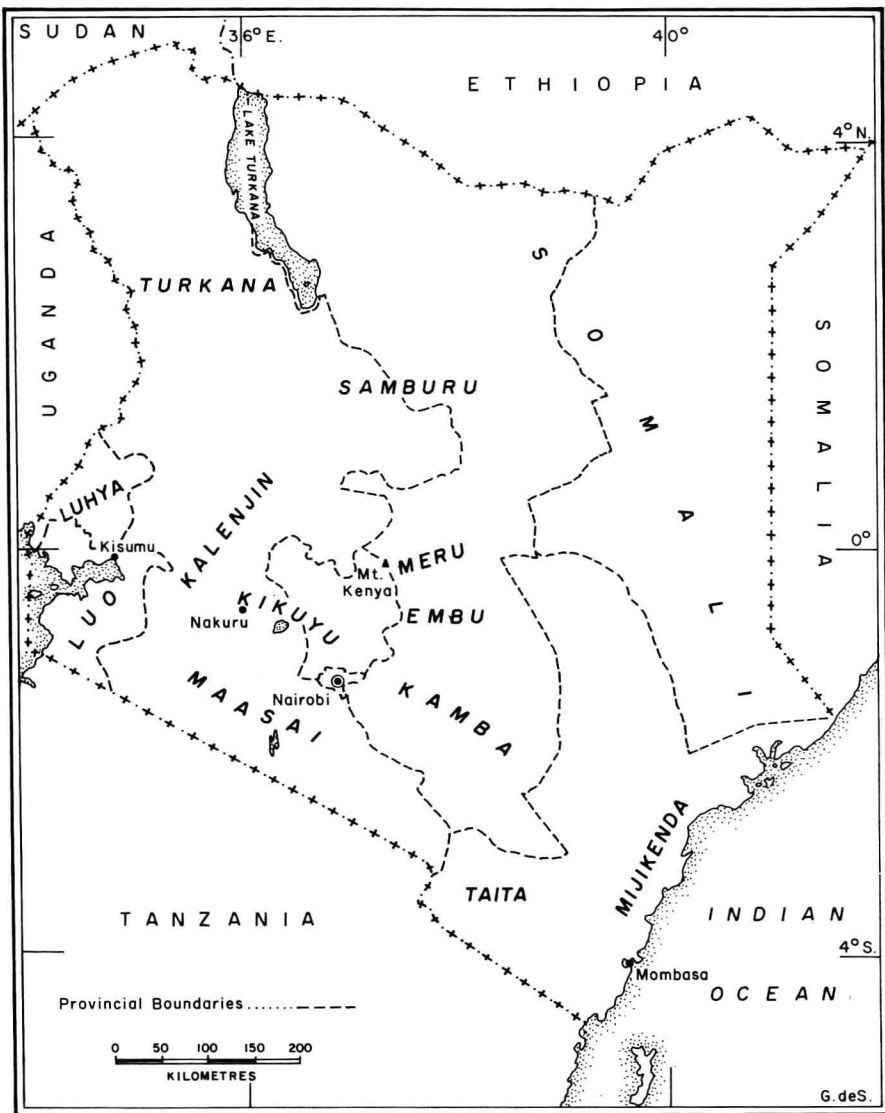 SUDAN
36° E.
40°
ETHIOPIA
4° N
LAKE TURKANA
UGANDA
TURKANA
SOMALI
SOMALIA
SAMBURU
LUHYA
KALENJIN
Kisumu
0°
MERU
Mt.
Kenya
LUO
KIKUYU
EMBU
Nakuru
MAASAI
Nairobi
KAMBA
MIJIKENDA
TAITA
TANZANIA
INDIAN
OCEAN
4° S.
Mombasa
Provincial Boundaries
0 50 100 150 200
KILOMETRES
G. deS.